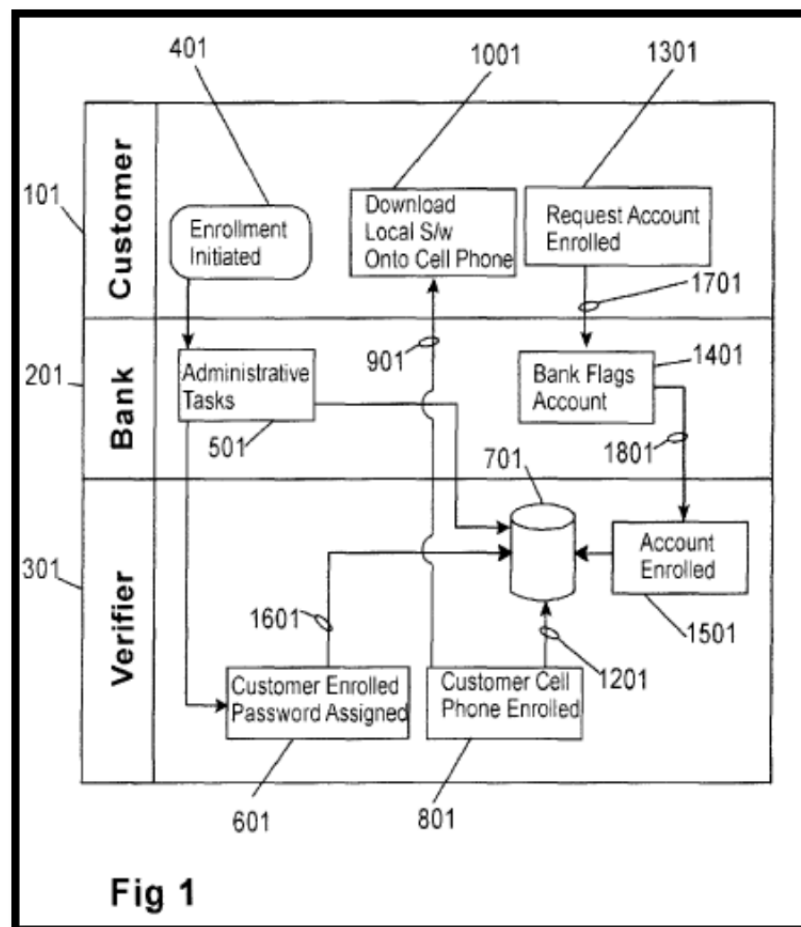 401
1001
1301
101
Customer
Enrollment
Initiated
Download
Local S/w
Onto Cell Phone
Request Account
Enrolled
1701
201
Bank
Administrative
Tasks
501
901
Bank Flags
Account
1401
1801
301
Verifier
701
Account
Enrolled
1501
1601
1201
Customer Enrolled
Password Assigned
Customer Cell
Phone Enrolled
601
801
Fig 1